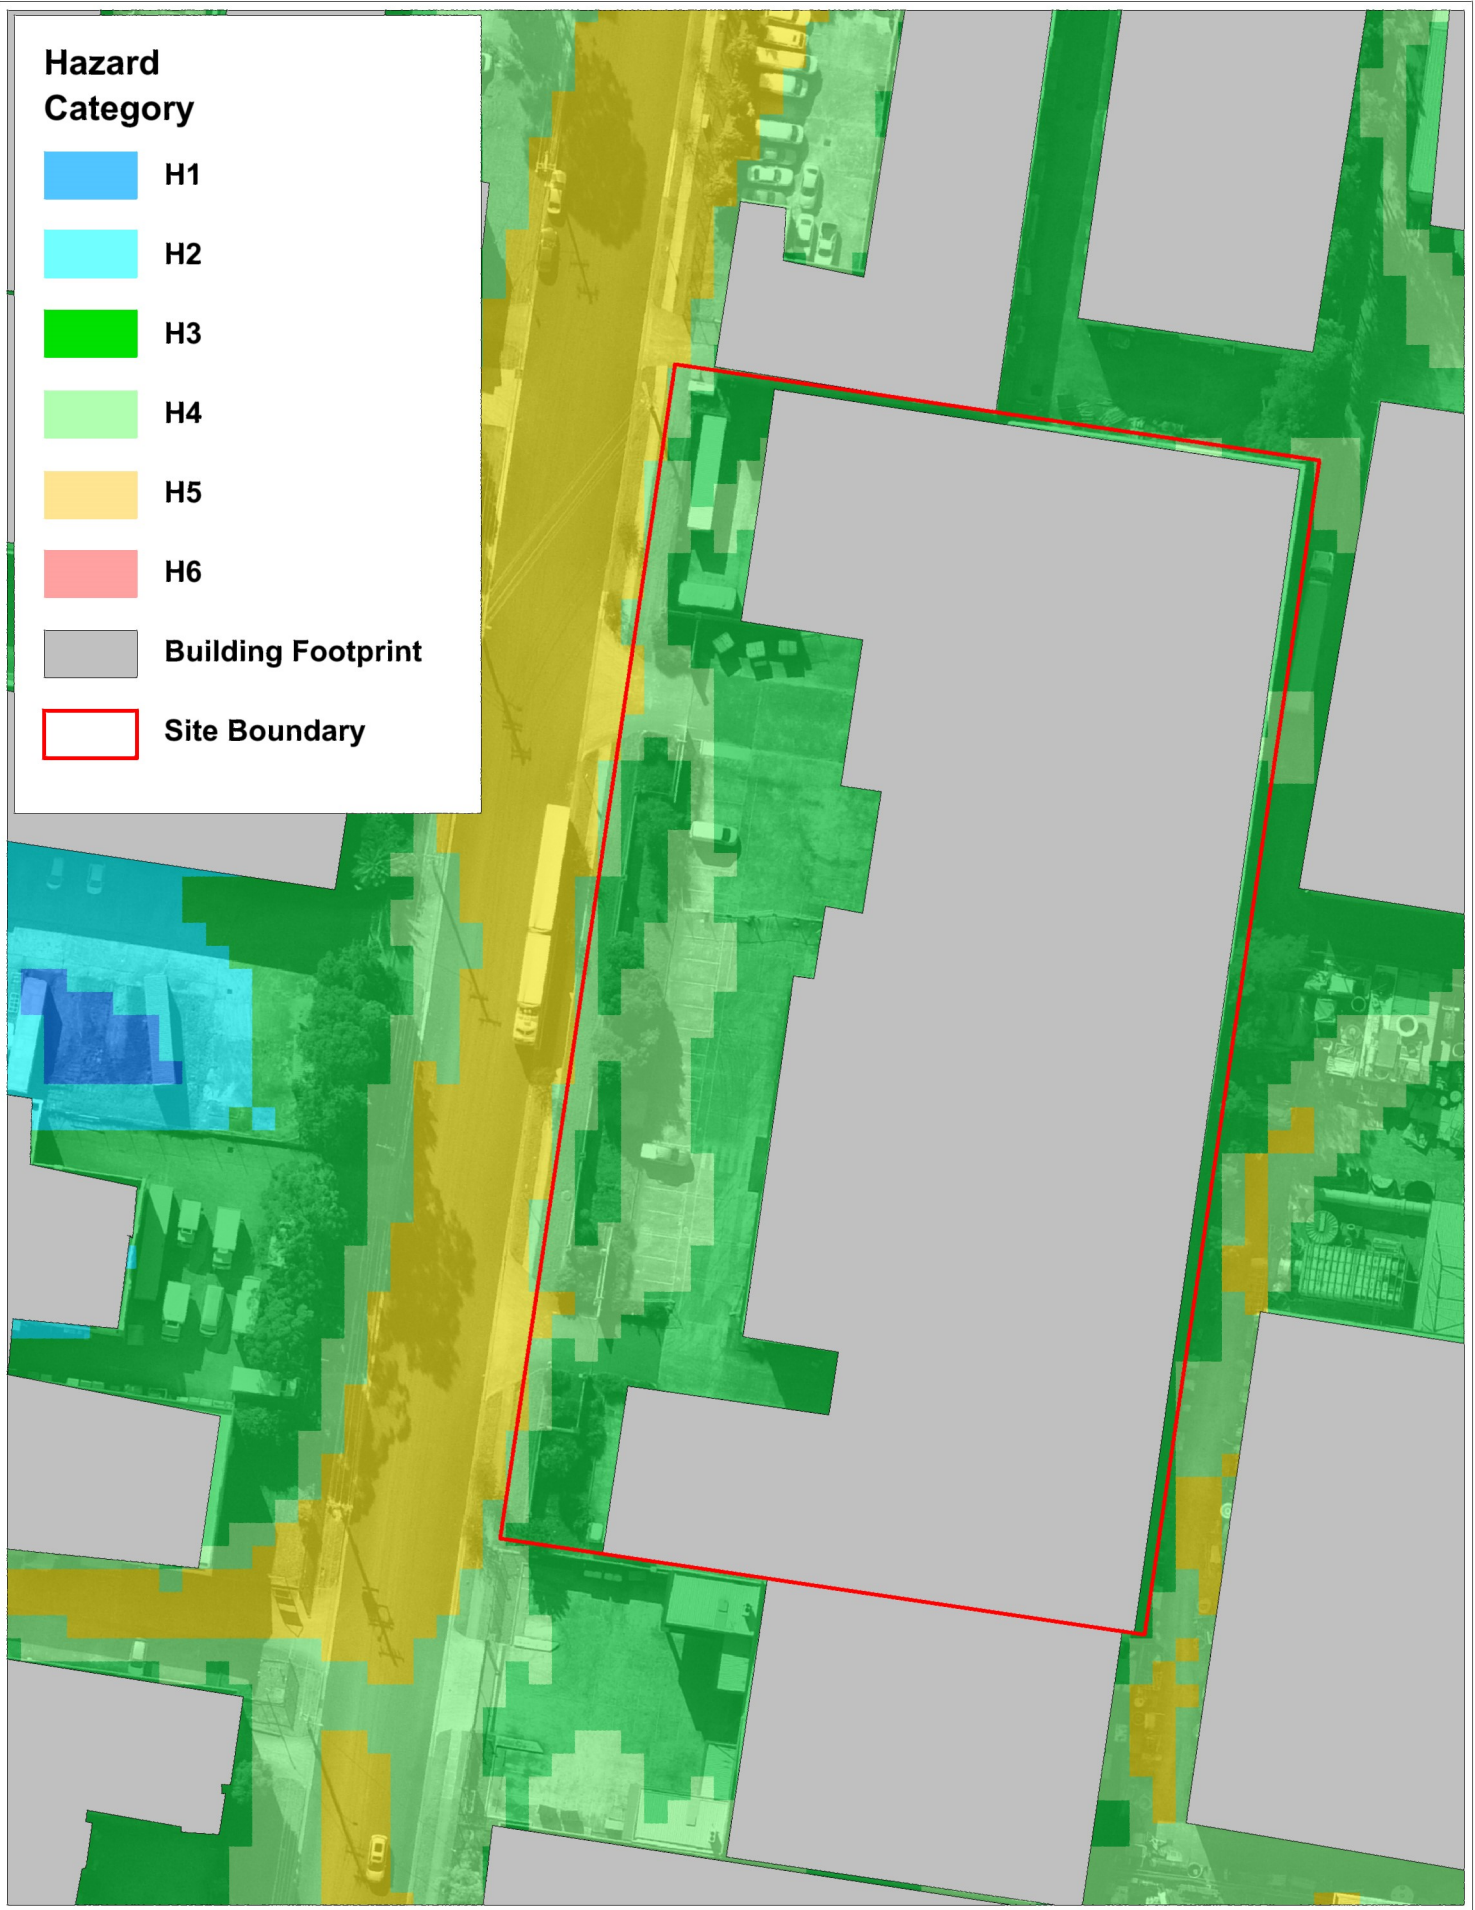 Hazard
Category
H1
H2
H3
H4
H5
H6
Building Footprint
Site Boundary